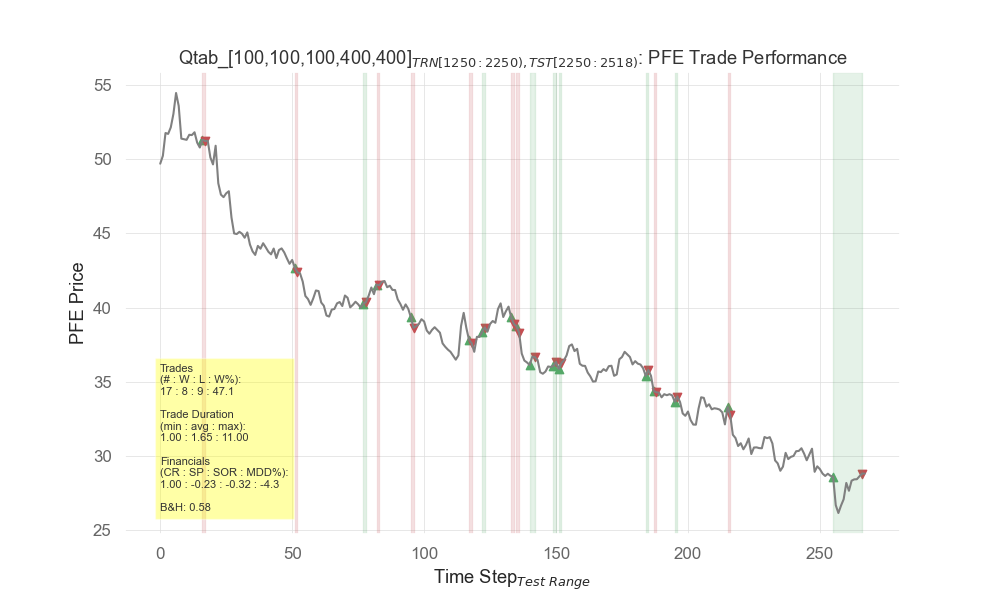 Qtab_[100,100,100,400,400]TRN[1250:2250),TST[2250:2518): PFE Trade Performance
55
50
45
40
35
30
25
PFE Price
Trades
(# : W : L : W%):
17 : 8 : 9 : 47.1
Trade Duration
(min : avg : max):
1.00 : 1.65 : 11.00
Financials
(CR : SP : SOR : MDD%):
1.00 : -0.23 : -0.32 : -4.3
B&H: 0.58
0 50 100 150 200 250
Time StepTest Range